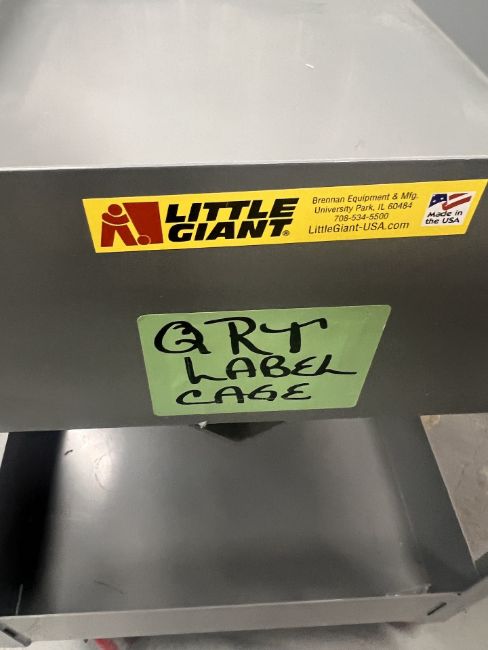 LITTLE
GIANT®
Brennan Equipment & Mfg.
University Park, IL 60484
708-534-5500
LittleGiant-USA.com
Made in
the USA
QRT
LABEL
CAGE